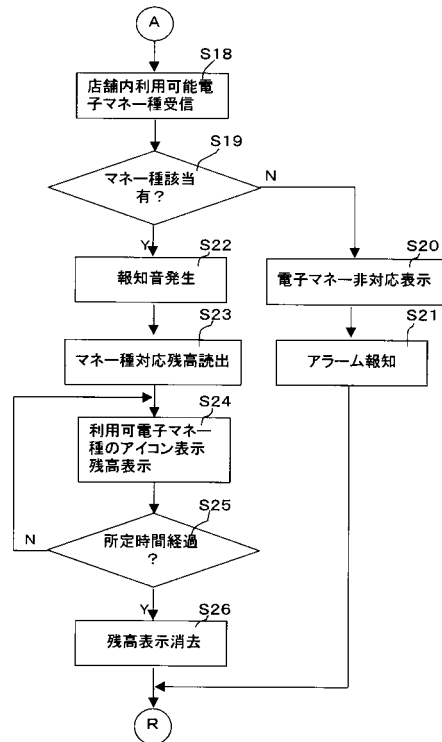 A
S18
店舗内利用可能電
子マネー種受信
S19
マネー種該当
有？
N
Y
S22
報知音発生
S20
電子マネー非対応表示
S23
マネー種対応残高読出
S21
アラーム報知
S24
利用可電子マネー
種のアイコン表示
残高表示
S25
所定時間経過
？
N
Y
S26
残高表示消去
R